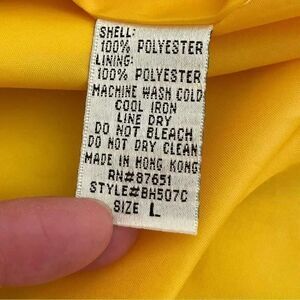 SHELL:
100% POLYESTER
LINING:
100% POLYESTER
MACHINE WASH COLD
COOL IRON
LINE DRY
DO NOT BLEACH
DO NOT DRY CLEAN
MADE IN HONG KONG
RN#87651
STYLE#BH507C
SIZE L